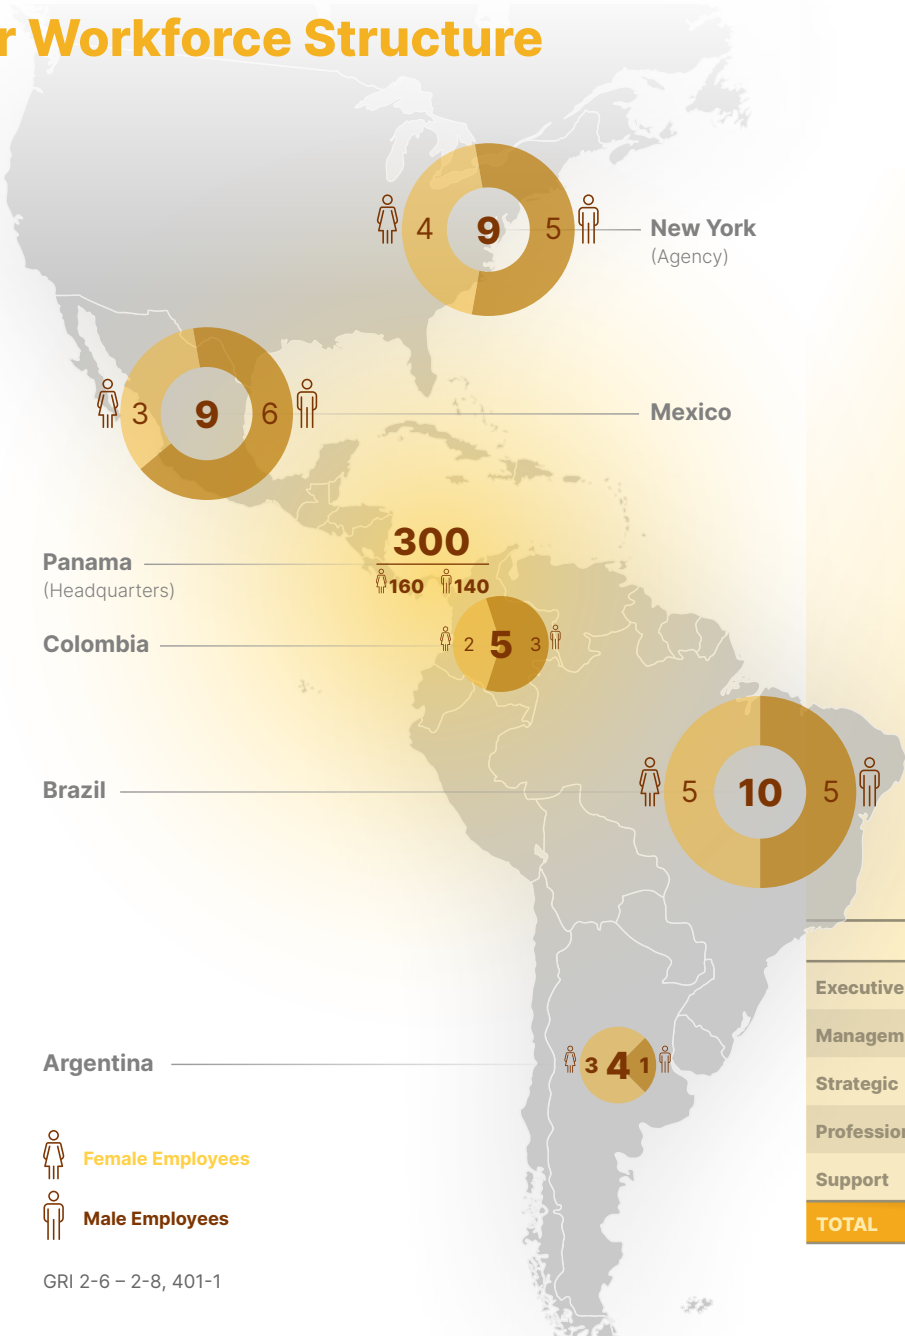 r Workforce Structure
4 9 5
New York
(Agency)
3 9 6
Mexico
300
160 140
Panama
(Headquarters)
Colombia
2 5 3
Brazil
5 10 5
Argentina
3 4 1
Female Employees
Male Employees
GRI 2-6 – 2-8, 401-1
Executive
Managem
Strategic
Profession
Support
TOTAL